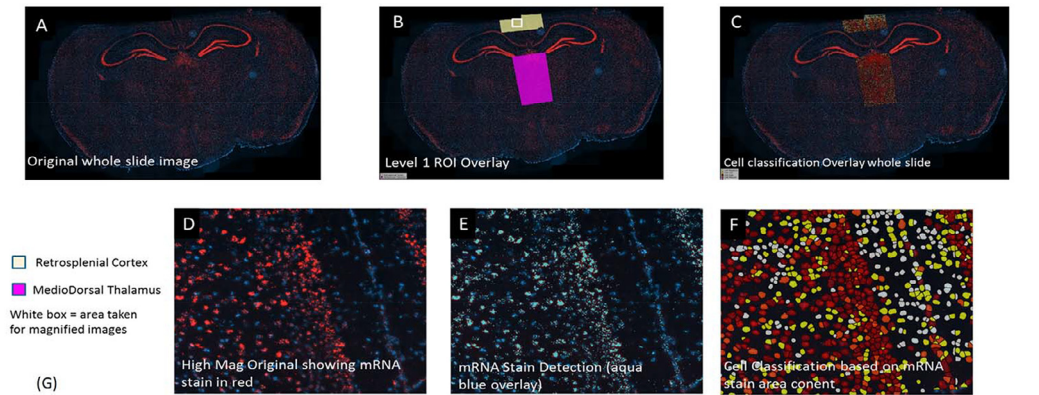 A
B
C
Original whole slide image
Level 1 ROI Overlay
Cell classification Overlay whole slide
D
E
F
Retrosplenial Cortex
MedioDorsal Thalamus
White box = area taken
for magnified images
(G)
High Mag Original showing mRNA
stain in red
mRNA Stain Detection (aqua
blue overlay)
Cell Classification based on mRNA
stain area conent